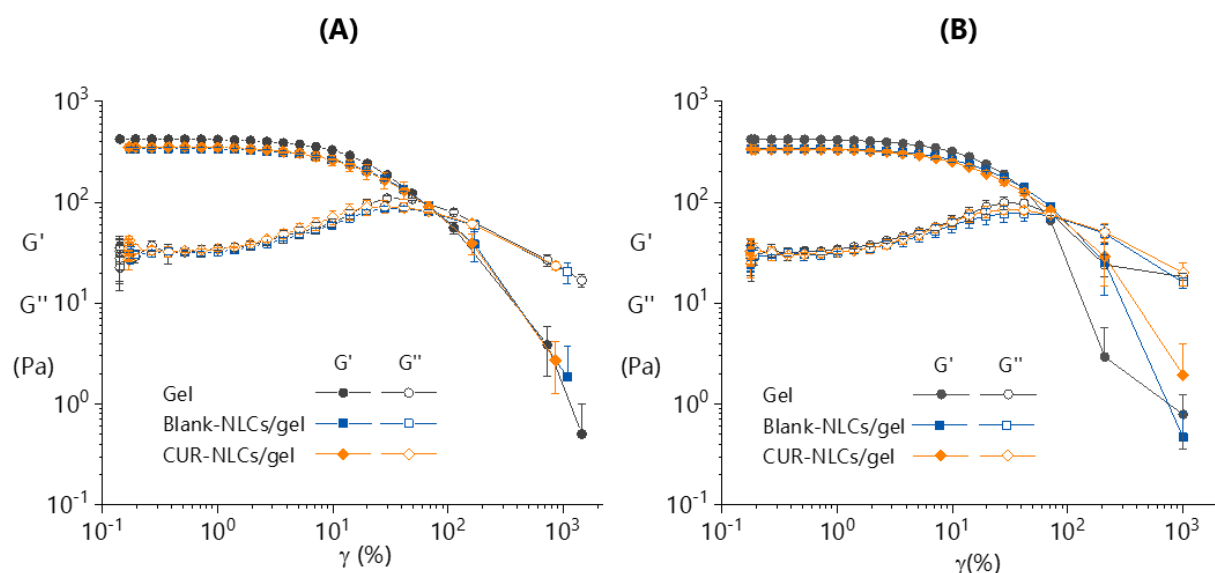 (A) (B)
10³ 10³
10² 10²
G' G'
10¹ 10¹
G'' G''
(Pa) (Pa)
G' G'' G' G''
Gel Gel
10⁰ 10⁰
Blank-NLCs/gel Blank-NLCs/gel
CUR-NLCs/gel CUR-NLCs/gel
10⁻¹ 10⁻¹
10⁻¹ 10⁰ 10¹ 10² 10³ 10⁻¹ 10⁰ 10¹ 10² 10³
γ (%) γ(%)